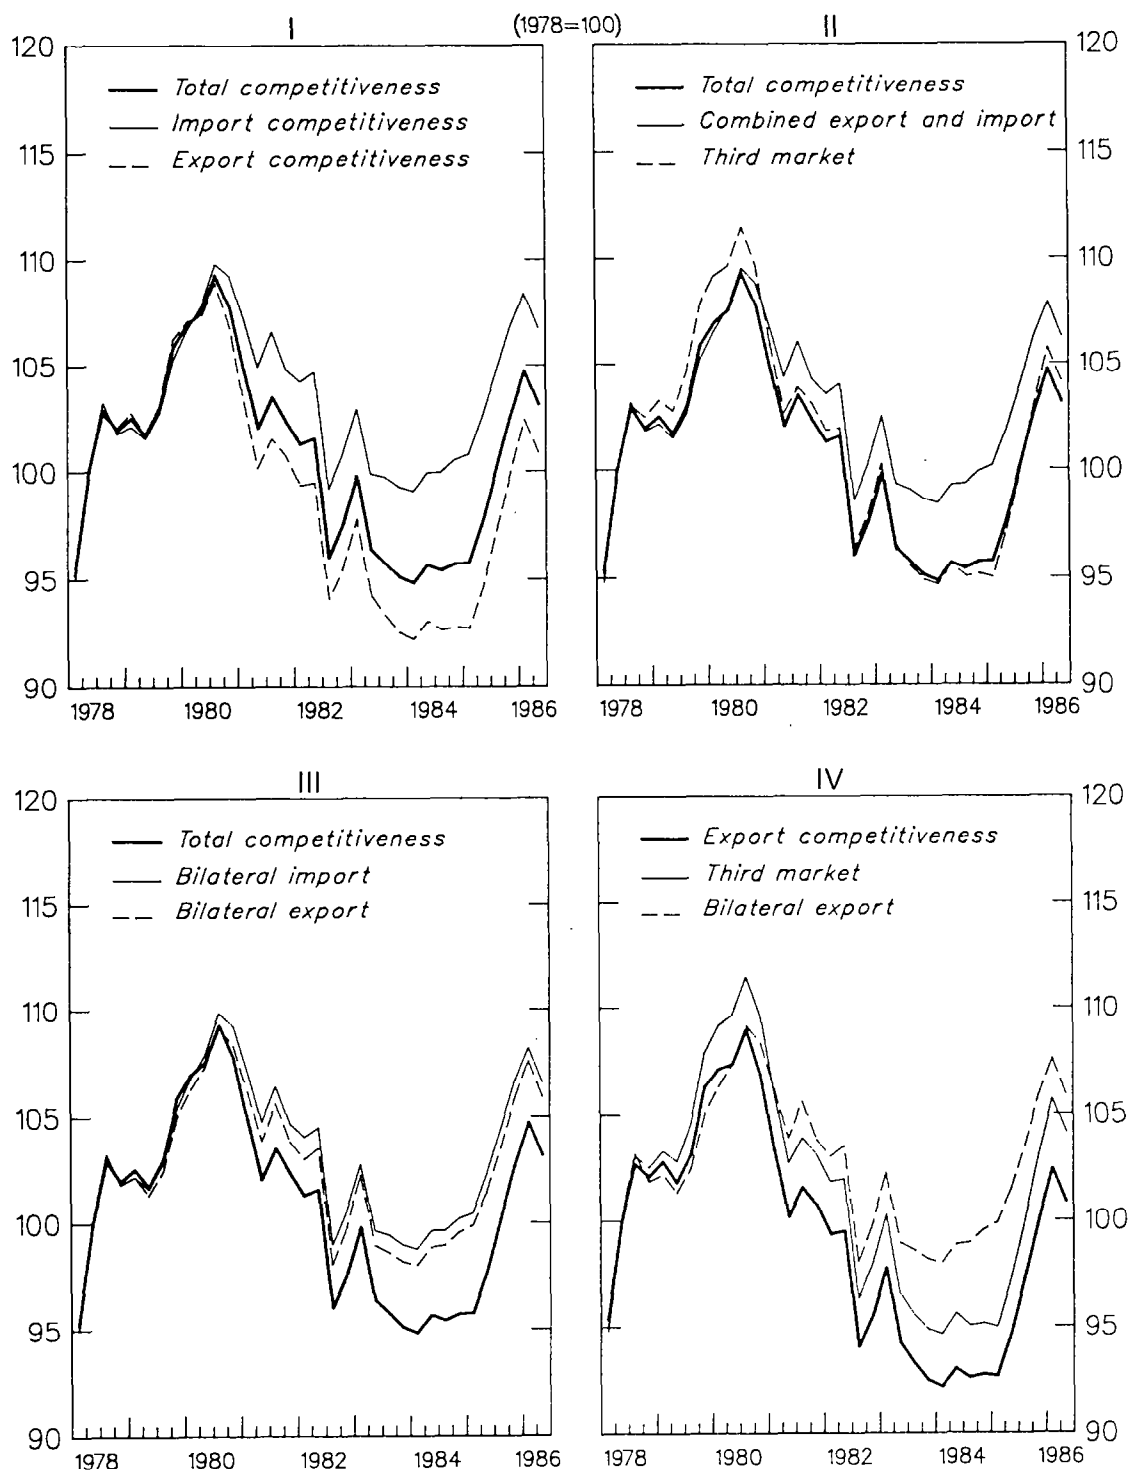 I (1978=100) II
120
115
110
105
100
95
90
Total competitiveness
Import competitiveness
Export competitiveness
1978 1980 1982 1984 1986
Total competitiveness
Combined export and import
Third market
120
115
110
105
100
95
90
1978 1980 1982 1984 1986
III
120
115
110
105
100
95
90
Total competitiveness
Bilateral import
Bilateral export
1978 1980 1982 1984 1986
IV
Export competitiveness
Third market
Bilateral export
120
115
110
105
100
95
90
1978 1980 1982 1984 1986